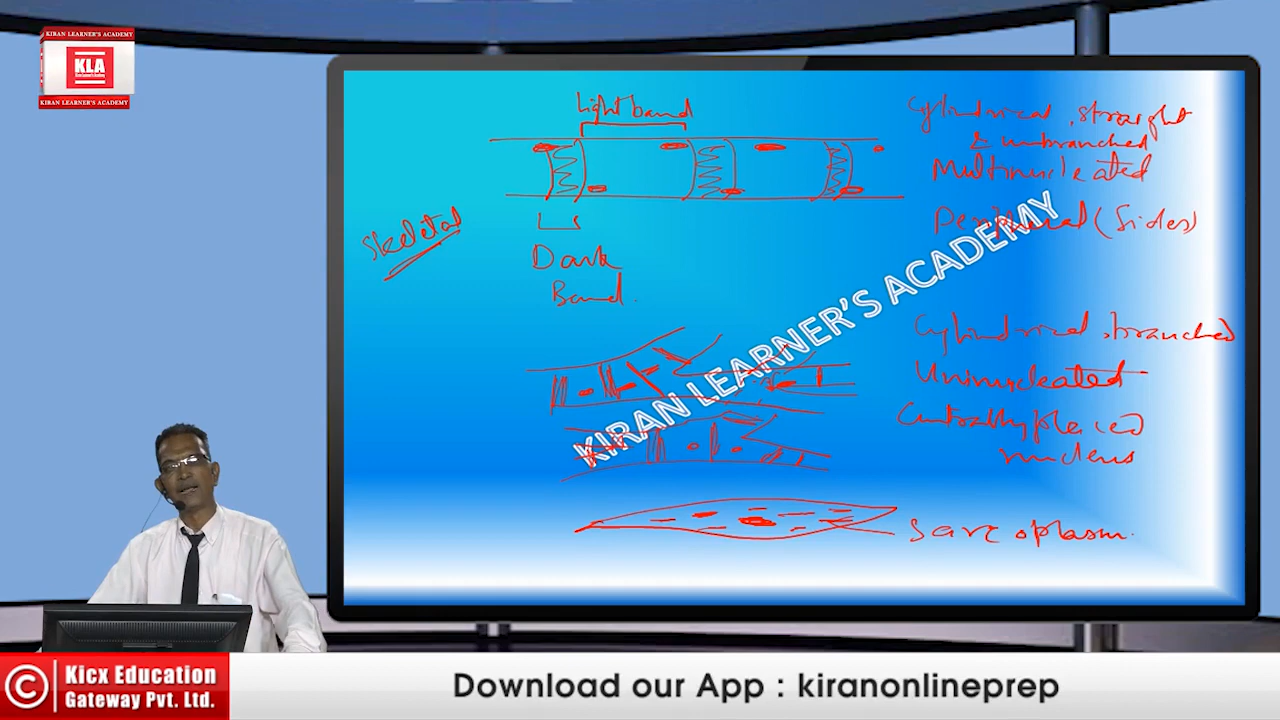 KIRAN LEARNER'S ACADEMY
KLA
Kiran Learner's Academy
KIRAN LEARNER'S ACADEMY
Light band
Cylindrical, straight
& unbranched
Multinucleated
Peripheral (Sides)
Skeletal
Dark
Band.
KIRAN LEARNER'S ACADEMY
Cylindrical, branched
Uninucleated
Centrally placed
nucleus
Sarcoplasm.
© Kicx Education
Gateway Pvt. Ltd.
Download our App : kiranonlineprep